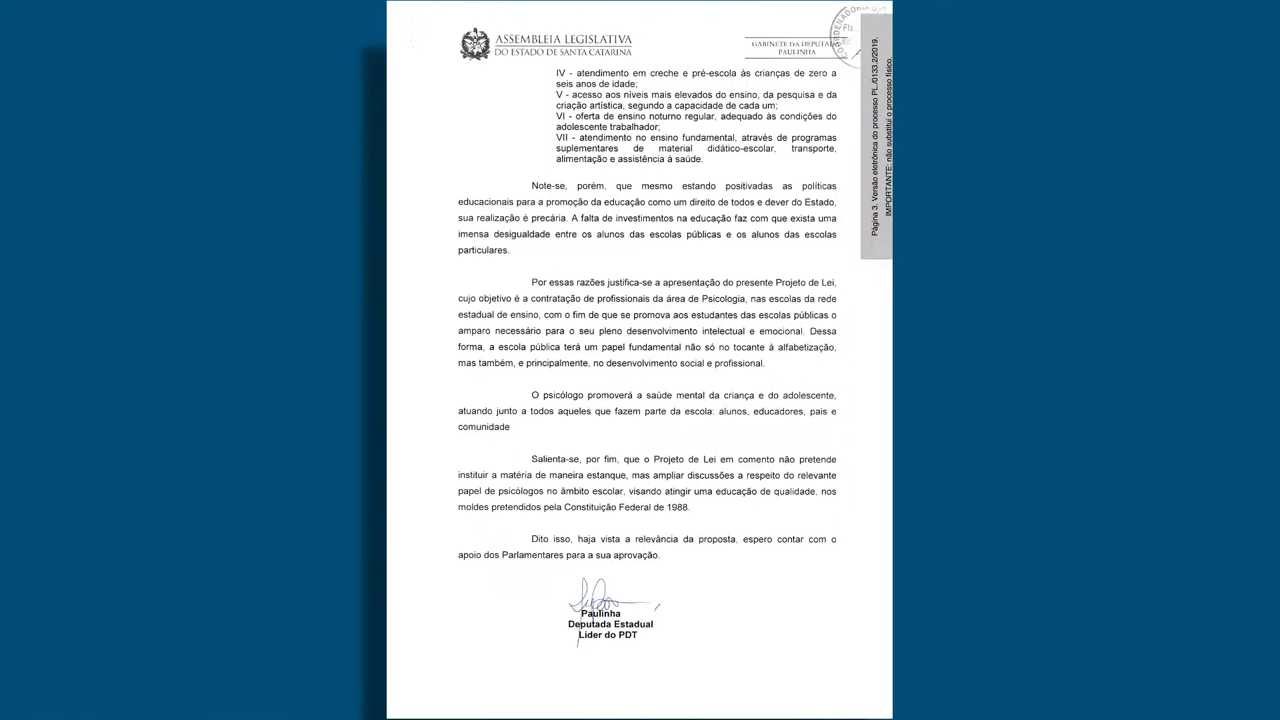 ASSEMBLEIA LEGISLATIVA
DO ESTADO DE SANTA CATARINA
GABINETE DA DEPUTADA
PAULINHA
IV - atendimento em creche e pré-escola às crianças de zero a
seis anos de idade;
V - acesso aos níveis mais elevados do ensino, da pesquisa e da
criação artística, segundo a capacidade de cada um;
VI - oferta de ensino noturno regular, adequado às condições do
adolescente trabalhador;
VII - atendimento no ensino fundamental, através de programas
suplementares de material didático-escolar, transporte,
alimentação e assistência à saúde.
Note-se, porém, que mesmo estando positivadas as políticas
educacionais para a promoção da educação como um direito de todos e dever do Estado,
sua realização é precária. A falta de investimentos na educação faz com que exista uma
imensa desigualdade entre os alunos das escolas públicas e os alunos das escolas
particulares.
Por essas razões justifica-se a apresentação do presente Projeto de Lei,
cujo objetivo é a contratação de profissionais da área de Psicologia, nas escolas da rede
estadual de ensino, com o fim de que se promova aos estudantes das escolas públicas o
amparo necessário para o seu pleno desenvolvimento intelectual e emocional. Dessa
forma, a escola pública terá um papel fundamental não só no tocante à alfabetização,
mas também, e principalmente, no desenvolvimento social e profissional.
O psicólogo promoverá a saúde mental da criança e do adolescente,
atuando junto a todos aqueles que fazem parte da escola: alunos, educadores, pais e
comunidade
Salienta-se, por fim, que o Projeto de Lei em comento não pretende
instituir a matéria de maneira estanque, mas ampliar discussões a respeito do relevante
papel de psicólogos no âmbito escolar, visando atingir uma educação de qualidade, nos
moldes pretendidos pela Constituição Federal de 1988.
Dito isso, haja vista a relevância da proposta, espero contar com o
apoio dos Parlamentares para a sua aprovação.
Paulinha
Deputada Estadual
Líder do PDT
Página 3. Versão eletrônica do processo PL./0133.2/2019.
IMPORTANTE: não substitui o processo físico.